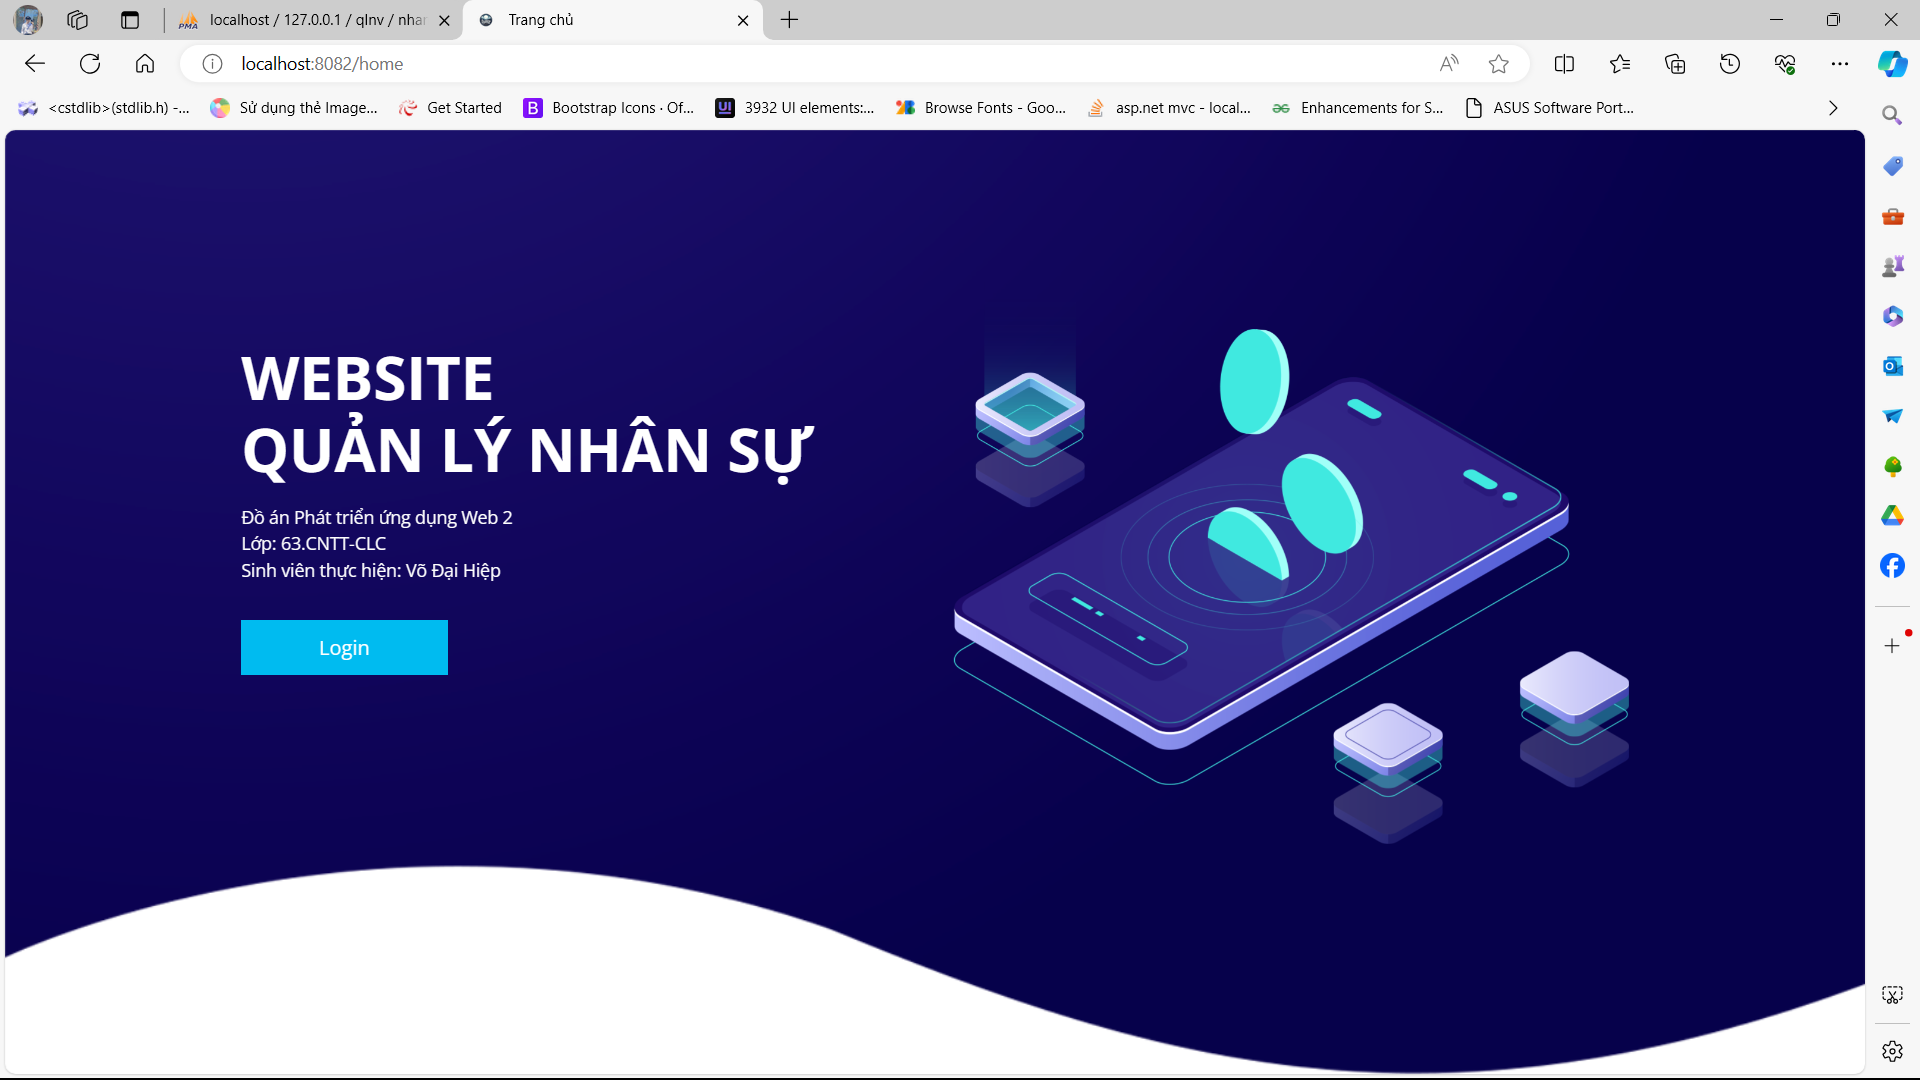 localhost / 127.0.0.1 / qlnv / nhan
Trang chủ
localhost:8082/home
<cstdlib>(stdlib.h) -...
Sử dụng thẻ Image...
Get Started
B
Bootstrap Icons · Of...
UI
3932 UI elements:...
Browse Fonts - Goo...
asp.net mvc - local...
Enhancements for S...
ASUS Software Port...
WEBSITE
QUẢN LÝ NHÂN SỰ
Đồ án Phát triển ứng dụng Web 2
Lớp: 63.CNTT-CLC
Sinh viên thực hiện: Võ Đại Hiệp
Login